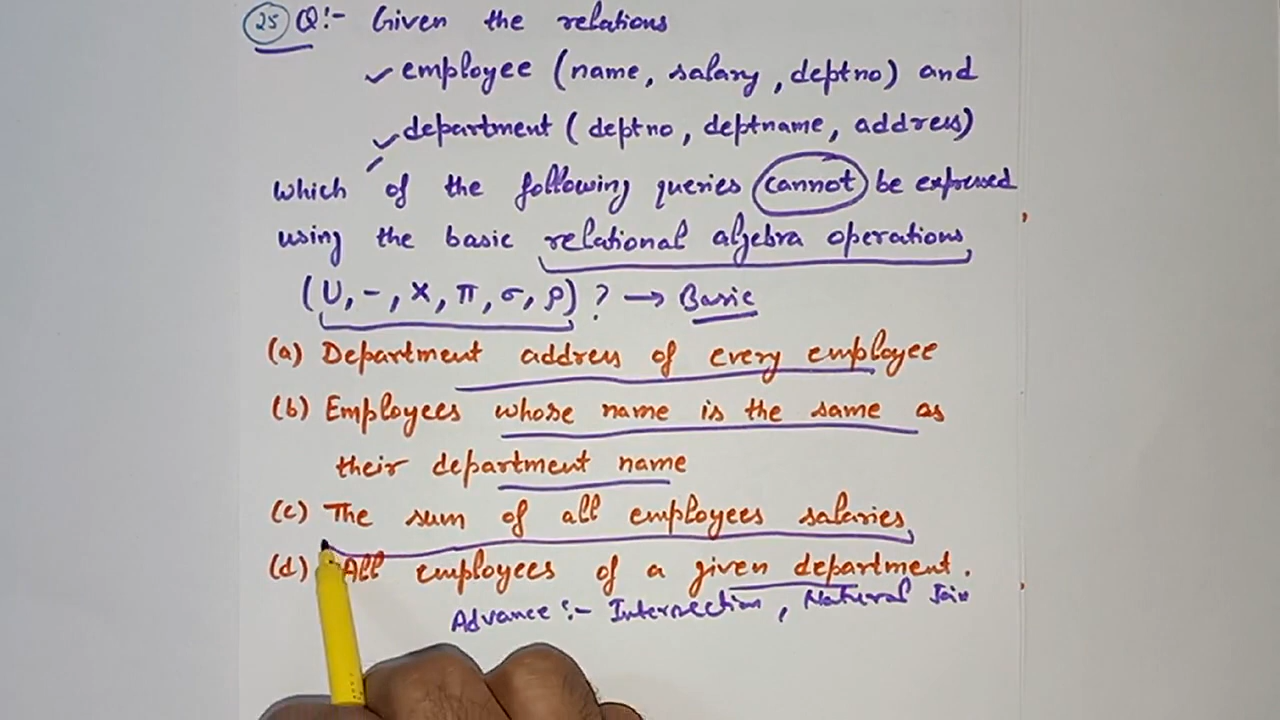 25 Q:- Given the relations
employee (name, salary, deptno) and
department (deptno, deptname, address)
Which of the following queries cannot be expressed
using the basic relational algebra operations
(U, -, x, π, σ, ρ) ? → Basic
(a) Department address of every employee
(b) Employees whose name is the same as
their department name
(c) The sum of all employees salaries
(d) All employees of a given department.
Advance :- Intersection, Natural Join